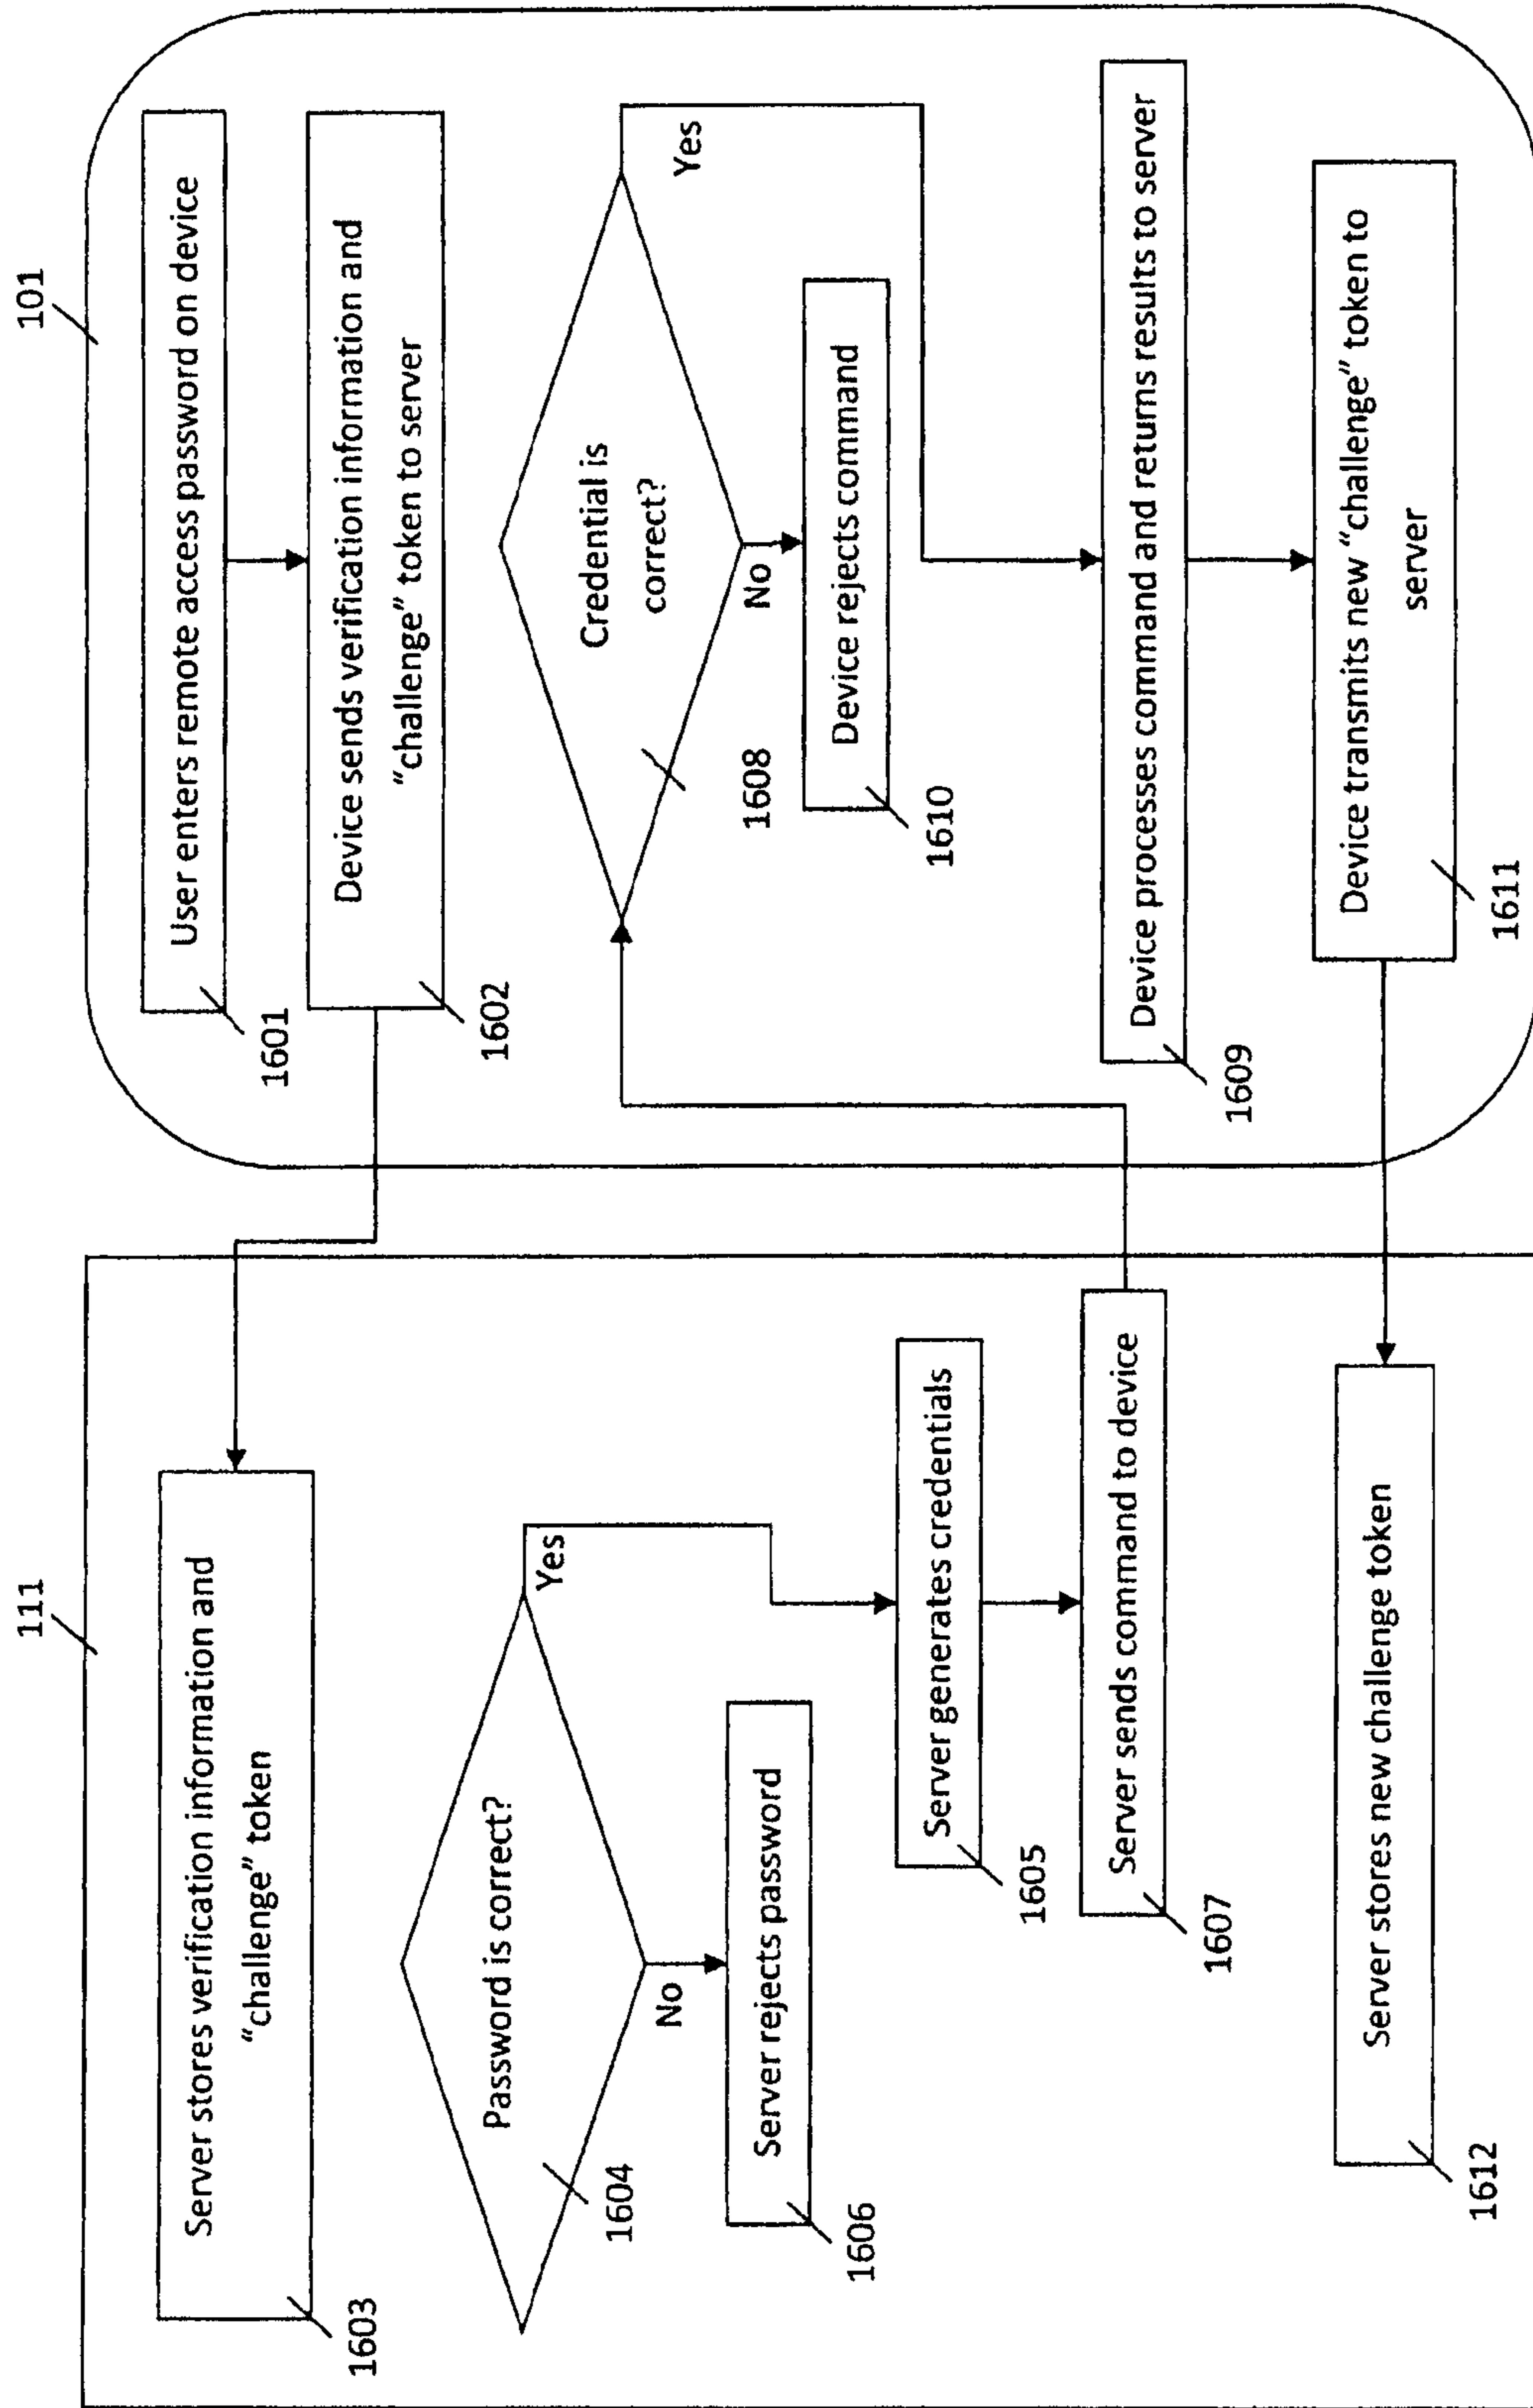 111
101
Server stores verification information and
"challenge" token
1603
Password is correct?
1604
Yes
No
Server rejects password
1606
Server generates credentials
1605
Server sends command to device
1607
Server stores new challenge token
1612
User enters remote access password on device
1601
Device sends verification information and
"challenge" token to server
1602
Credential is
correct?
1608
Yes
No
Device rejects command
1610
Device processes command and returns results to server
1609
Device transmits new "challenge" token to
server
1611